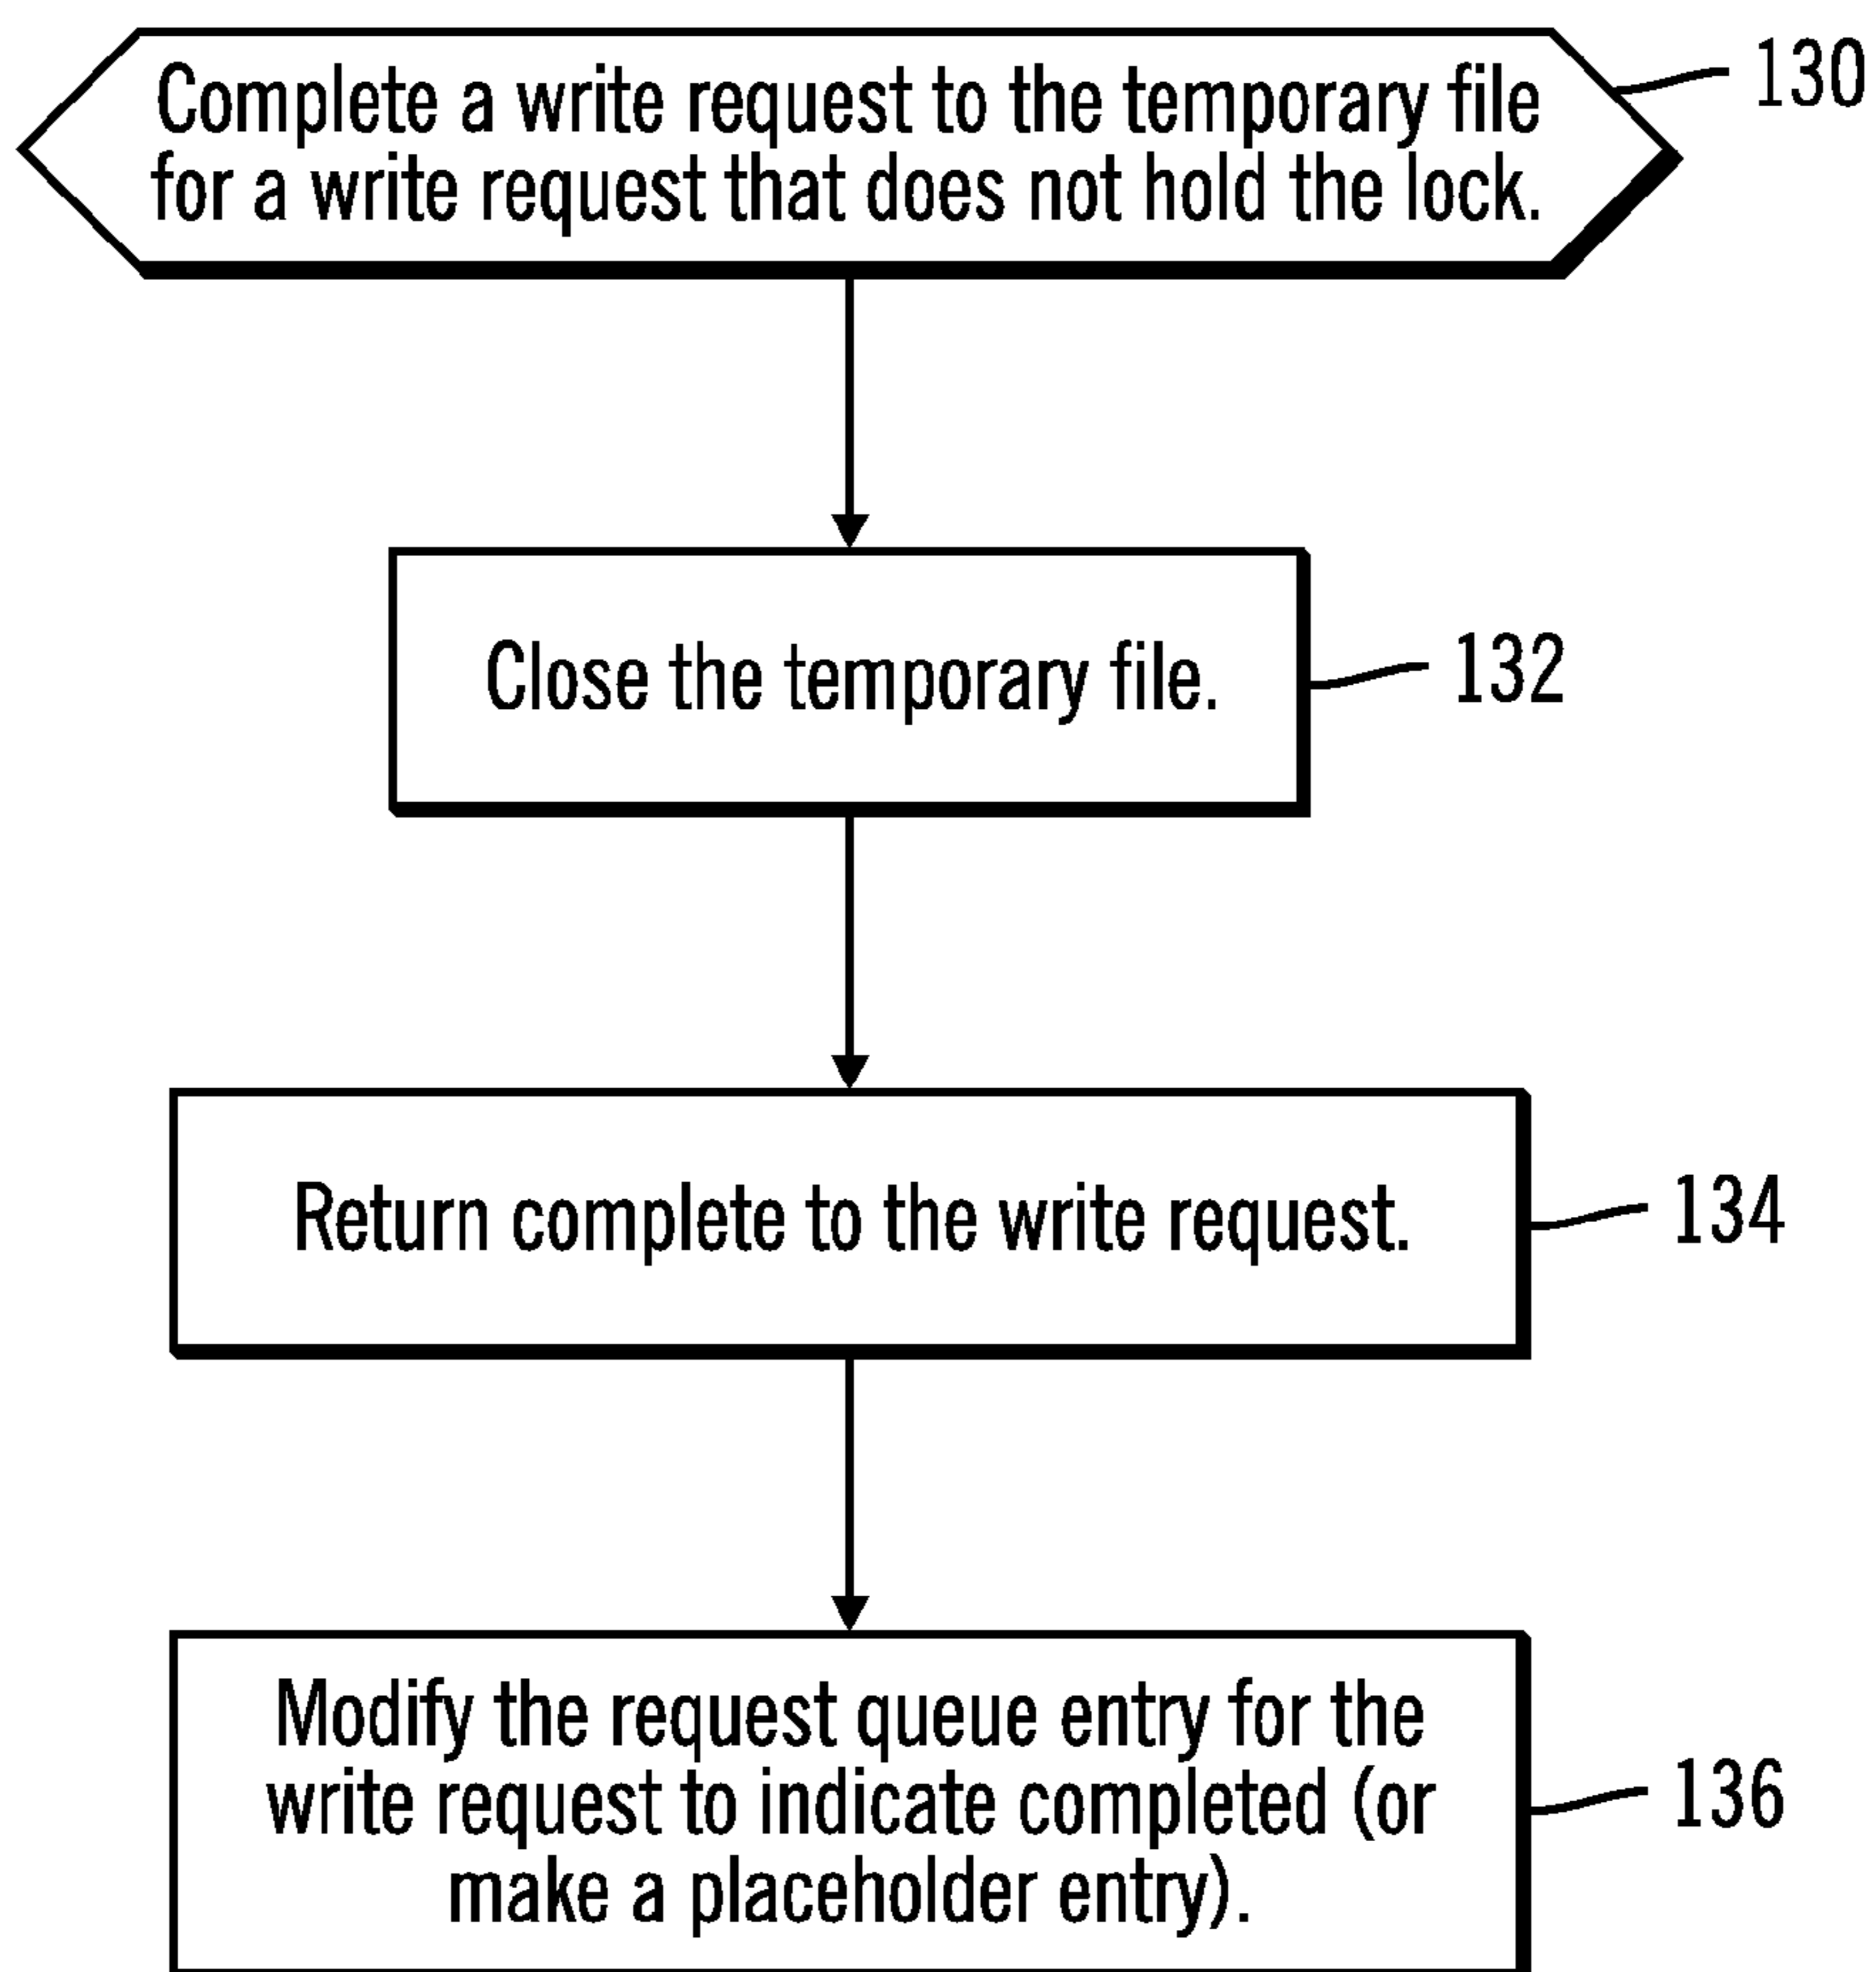 Complete a write request to the temporary file
for a write request that does not hold the lock.
130
Close the temporary file.
132
Return complete to the write request.
134
Modify the request queue entry for the
write request to indicate completed (or
make a placeholder entry).
136